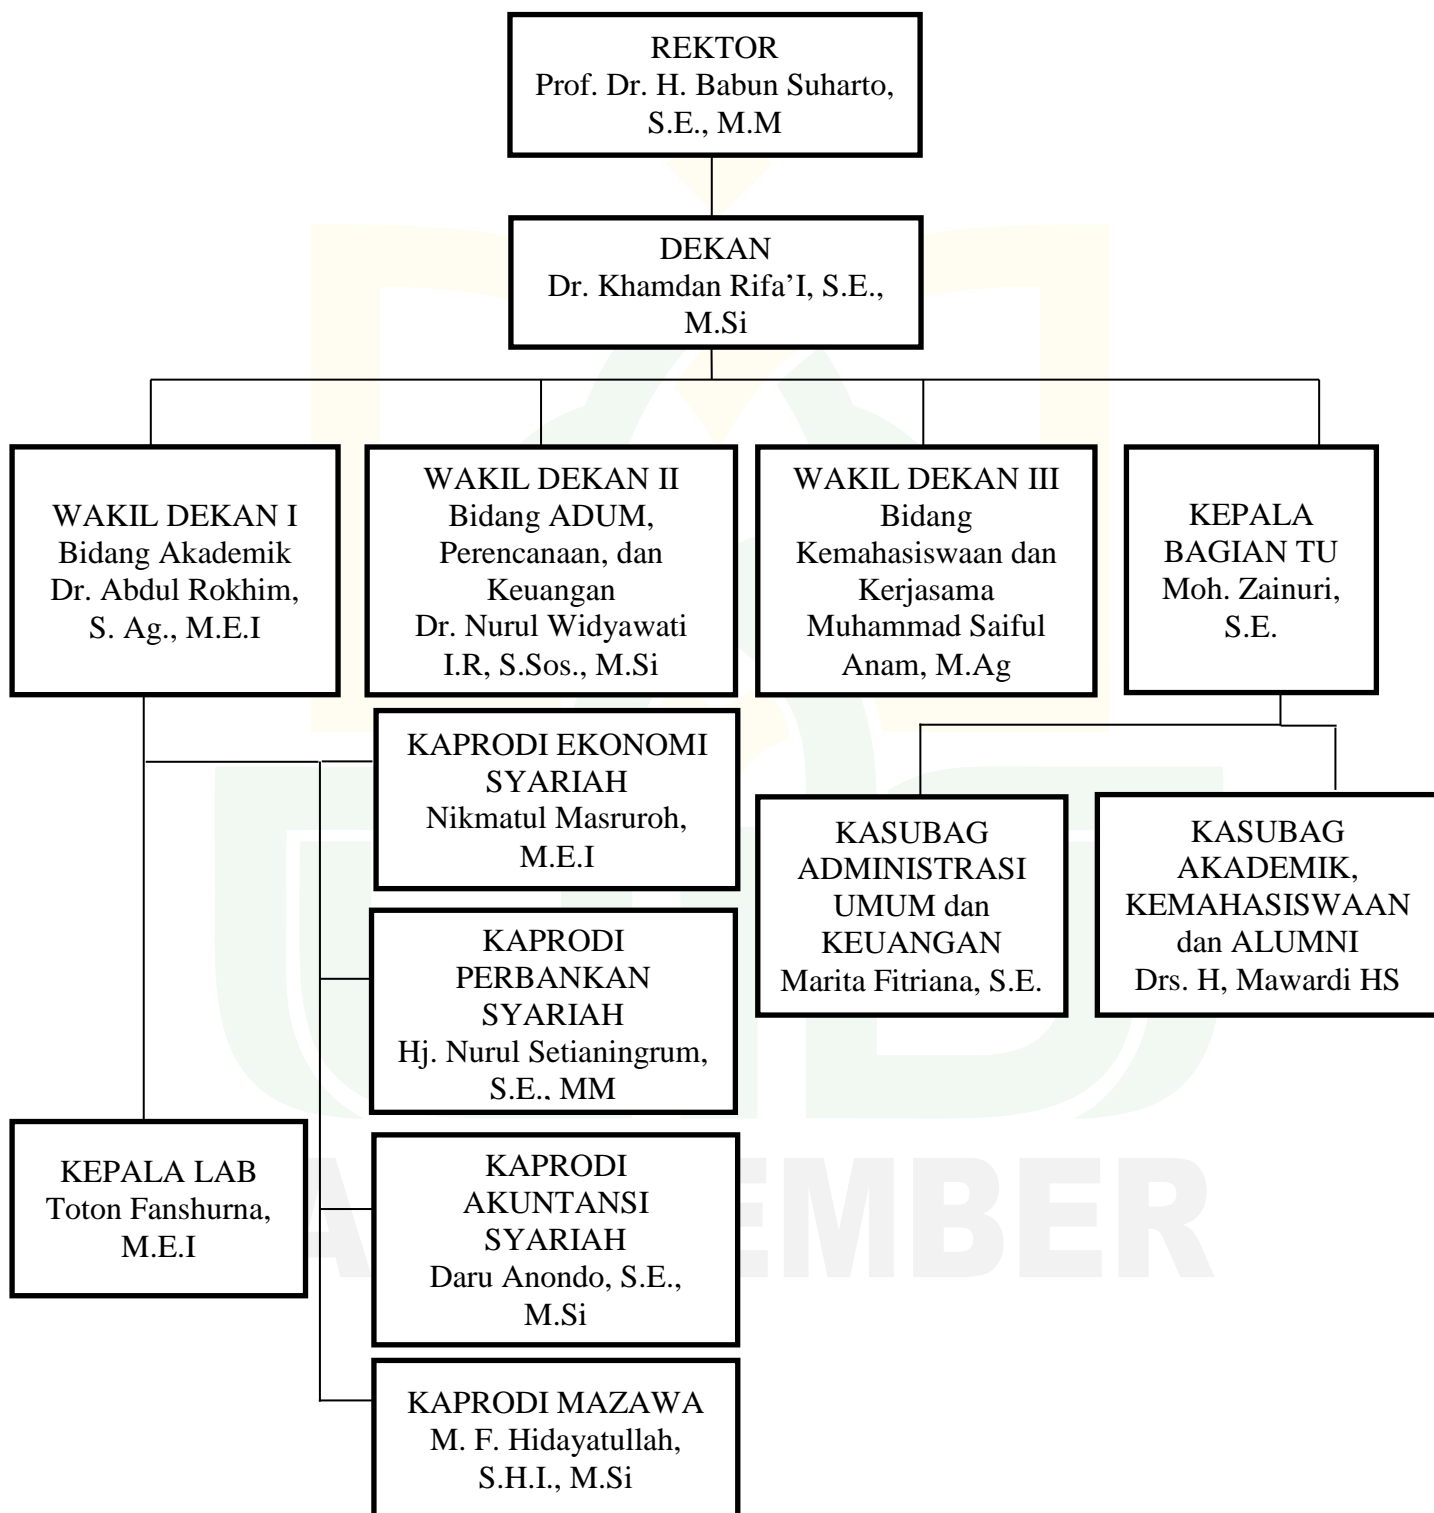 REKTOR
Prof. Dr. H. Babun Suharto,
S.E., M.M
DEKAN
Dr. Khamdan Rifa’I, S.E.,
M.Si
WAKIL DEKAN I
Bidang Akademik
Dr. Abdul Rokhim,
S. Ag., M.E.I
WAKIL DEKAN II
Bidang ADUM,
Perencanaan, dan
Keuangan
Dr. Nurul Widyawati
I.R, S.Sos., M.Si
WAKIL DEKAN III
Bidang
Kemahasiswaan dan
Kerjasama
Muhammad Saiful
Anam, M.Ag
KEPALA
BAGIAN TU
Moh. Zainuri,
S.E.
KAPRODI EKONOMI
SYARIAH
Nikmatul Masruroh,
M.E.I
KASUBAG
ADMINISTRASI
UMUM dan
KEUANGAN
Marita Fitriana, S.E.
KASUBAG
AKADEMIK,
KEMAHASISWAAN
dan ALUMNI
Drs. H, Mawardi HS
KAPRODI
PERBANKAN
SYARIAH
Hj. Nurul Setianingrum,
S.E., MM
KEPALA LAB
Toton Fanshurna,
M.E.I
KAPRODI
AKUNTANSI
SYARIAH
Daru Anondo, S.E.,
M.Si
KAPRODI MAZAWA
M. F. Hidayatullah,
S.H.I., M.Si